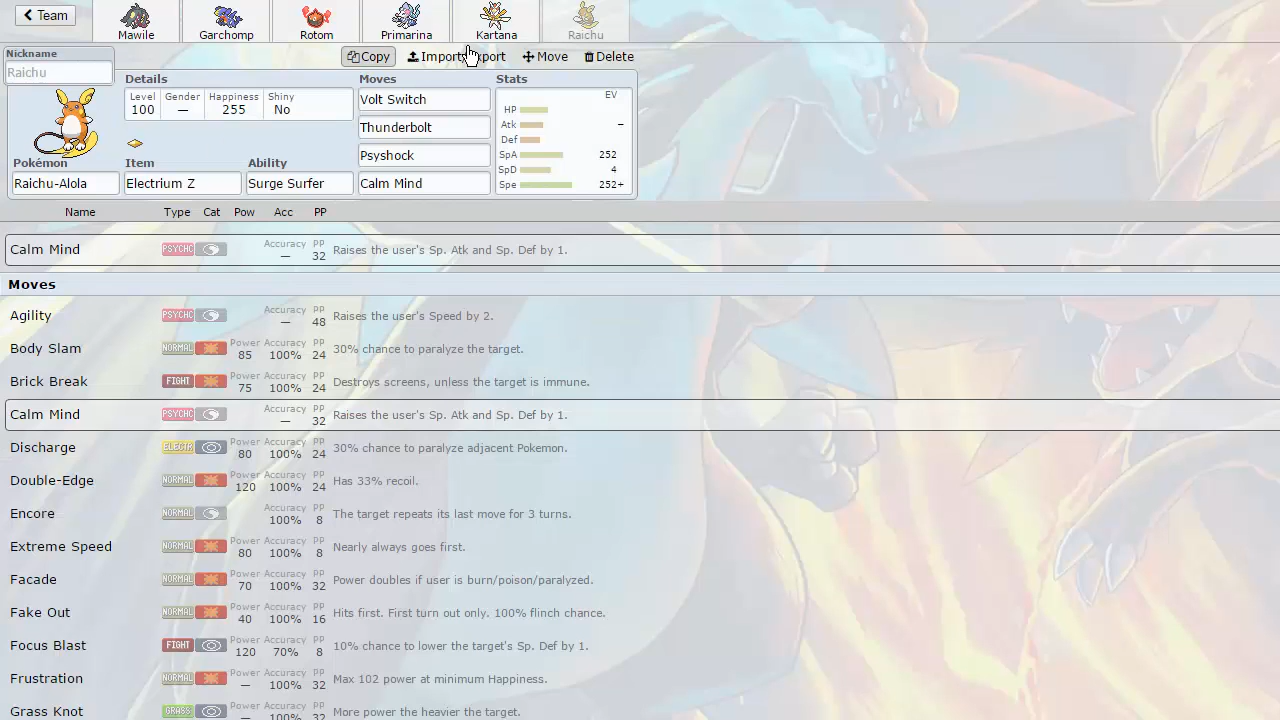 Team
Mawile Garchomp Rotom Primarina Kartana Raichu
Nickname
Raichu
Copy Import/Export Move Delete
Details Moves Stats
Level Gender Happiness Shiny
100 — 255 No
Volt Switch
Thunderbolt
Psyshock
Calm Mind
EV
HP
Atk –
Def
SpA 252
SpD 4
Spe 252+
Pokémon Item Ability
Raichu-Alola Electrium Z Surge Surfer
Name Type Cat Pow Acc PP
Calm Mind PSYCHC Accuracy — PP 32 Raises the user's Sp. Atk and Sp. Def by 1.
Moves
Agility PSYCHC Accuracy — PP 48 Raises the user's Speed by 2.
Body Slam NORMAL Power 85 Accuracy 100% PP 24 30% chance to paralyze the target.
Brick Break FIGHT Power 75 Accuracy 100% PP 24 Destroys screens, unless the target is immune.
Calm Mind PSYCHC Accuracy — PP 32 Raises the user's Sp. Atk and Sp. Def by 1.
Discharge ELECTR Power 80 Accuracy 100% PP 24 30% chance to paralyze adjacent Pokemon.
Double-Edge NORMAL Power 120 Accuracy 100% PP 24 Has 33% recoil.
Encore NORMAL Accuracy 100% PP 8 The target repeats its last move for 3 turns.
Extreme Speed NORMAL Power 80 Accuracy 100% PP 8 Nearly always goes first.
Facade NORMAL Power 70 Accuracy 100% PP 32 Power doubles if user is burn/poison/paralyzed.
Fake Out NORMAL Power 40 Accuracy 100% PP 16 Hits first. First turn out only. 100% flinch chance.
Focus Blast FIGHT Power 120 Accuracy 70% PP 8 10% chance to lower the target's Sp. Def by 1.
Frustration NORMAL Power — Accuracy 100% PP 32 Max 102 power at minimum Happiness.
Grass Knot GRASS Power — Accuracy 100% PP 32 More power the heavier the target.